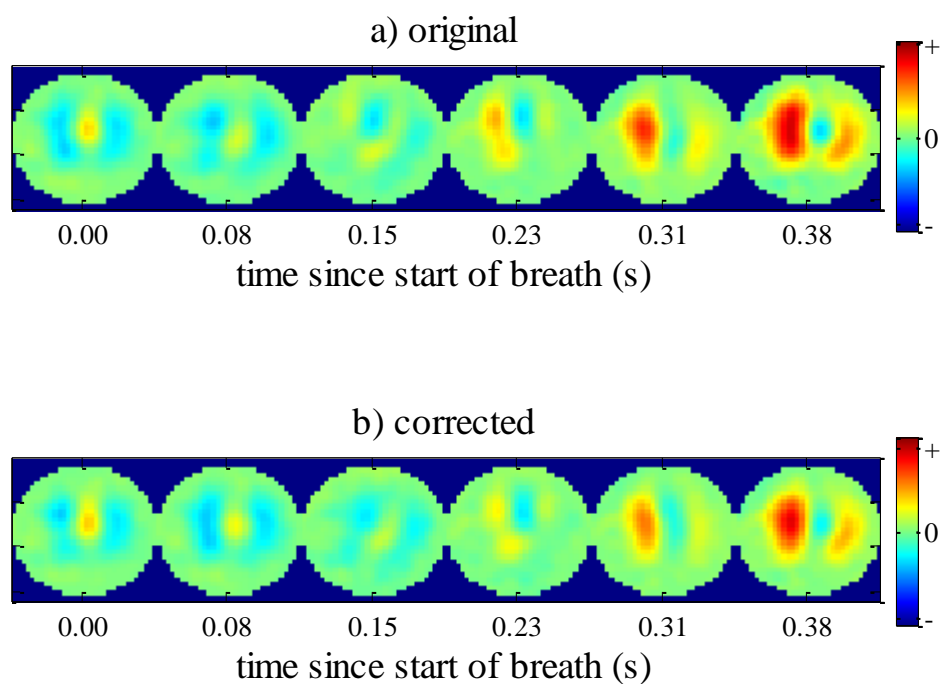 a) original
+
0
-
0.00 0.08 0.15 0.23 0.31 0.38
time since start of breath (s)
b) corrected
+
0
-
0.00 0.08 0.15 0.23 0.31 0.38
time since start of breath (s)